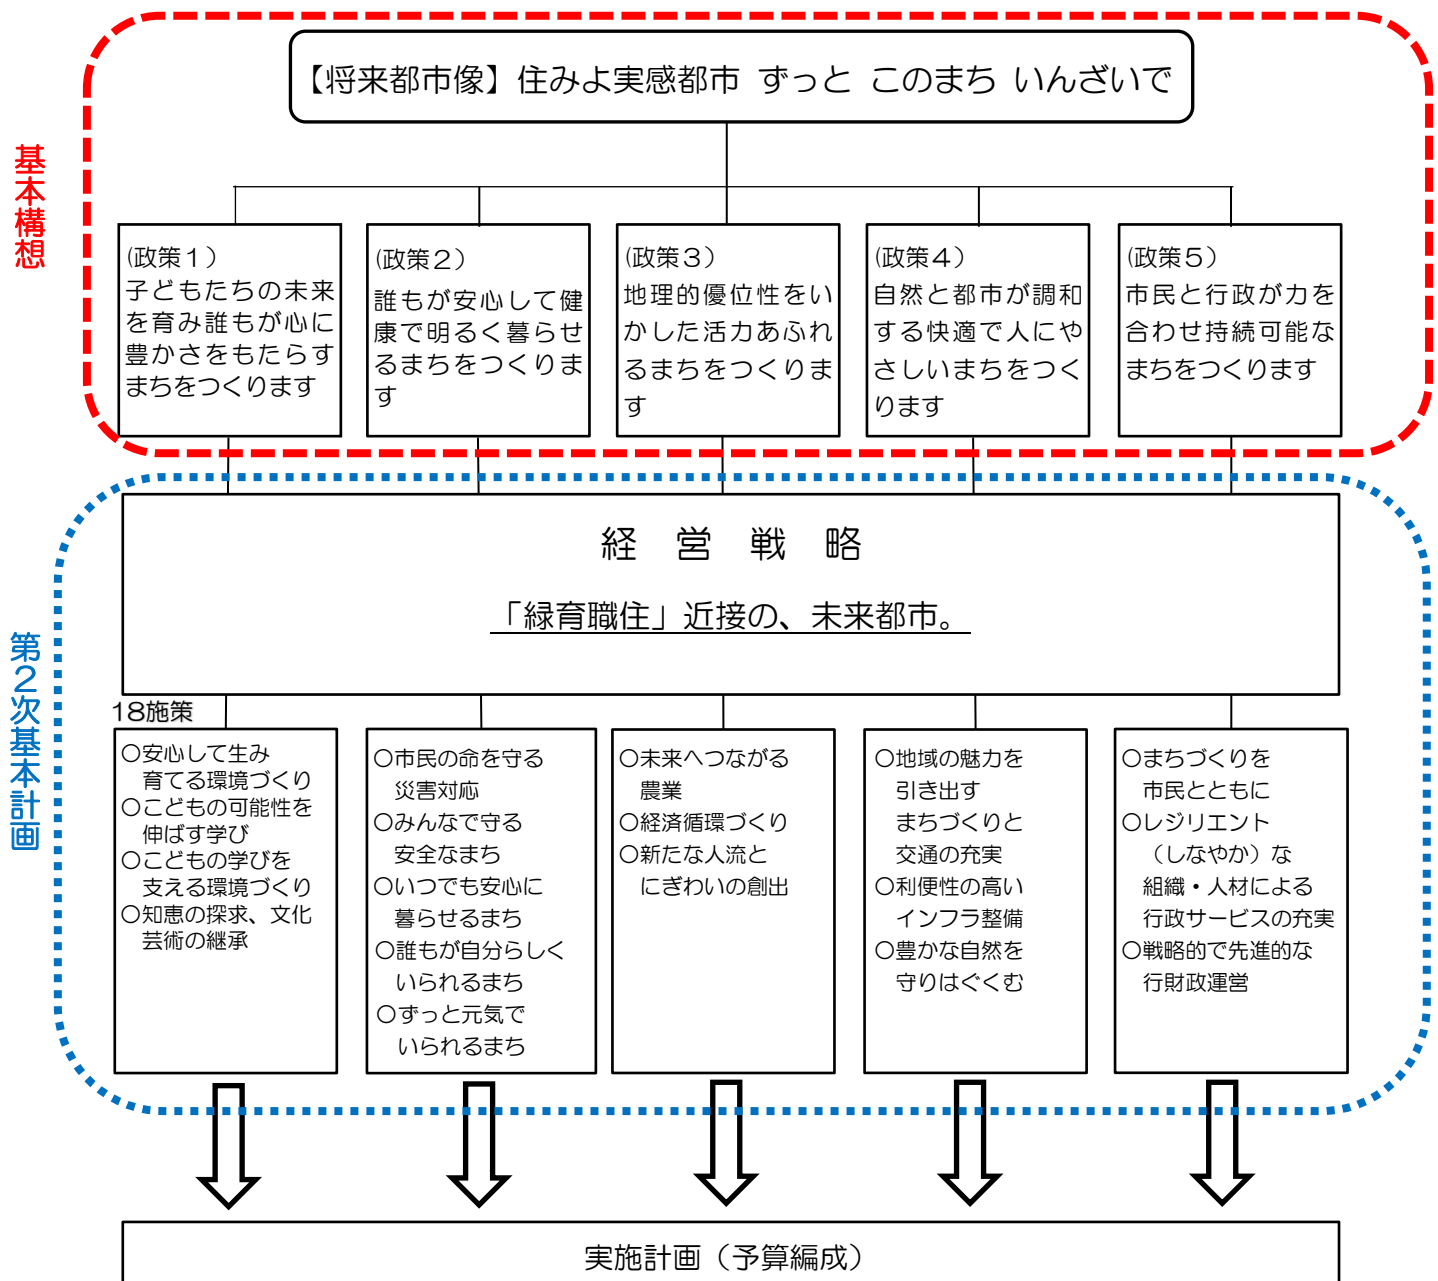 【将来都市像】住みよ実感都市 ずっと このまち いんざいで
基本構想
(政策１)
子どもたちの未来
を育み誰もが心に
豊かさをもたらす
まちをつくります
(政策２)
誰もが安心して健
康で明るく暮らせ
るまちをつくりま
す
(政策３)
地理的優位性をい
かした活力あふれ
るまちをつくりま
す
(政策４)
自然と都市が調和
する快適で人にや
さしいまちをつく
ります
(政策５)
市民と行政が力を
合わせ持続可能な
まちをつくります
第２次基本計画
経 営 戦 略
「緑育職住」近接の、未来都市。
18施策
○安心して生み
育てる環境づくり
○こどもの可能性を
伸ばす学び
○こどもの学びを
支える環境づくり
○知恵の探求、文化
芸術の継承
○市民の命を守る
災害対応
○みんなで守る
安全なまち
○いつでも安心に
暮らせるまち
○誰もが自分らしく
いられるまち
○ずっと元気で
いられるまち
○未来へつながる
農業
○経済循環づくり
○新たな人流と
にぎわいの創出
○地域の魅力を
引き出す
まちづくりと
交通の充実
○利便性の高い
インフラ整備
○豊かな自然を
守りはぐくむ
○まちづくりを
市民とともに
○レジリエント
（しなやか）な
組織・人材による
行政サービスの充実
○戦略的で先進的な
行財政運営
実施計画（予算編成）